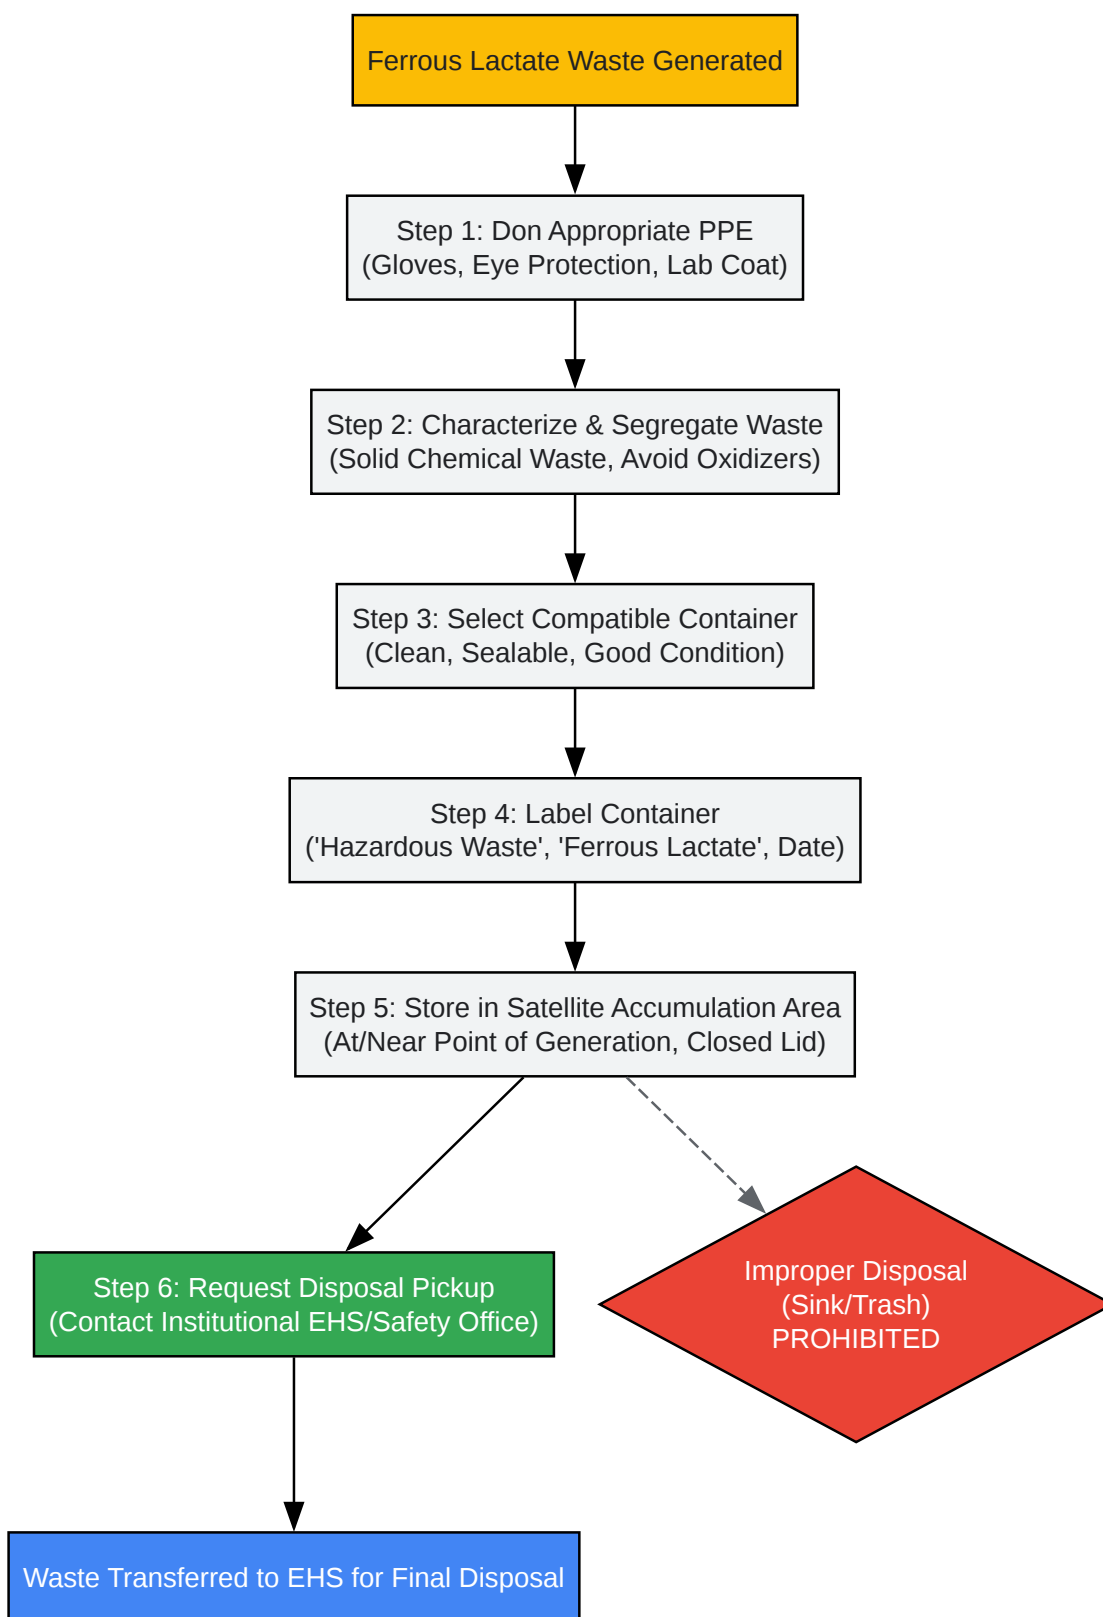 Ferrous Lactate Waste Generated
Step 1: Don Appropriate PPE
(Gloves, Eye Protection, Lab Coat)
Step 2: Characterize & Segregate Waste
(Solid Chemical Waste, Avoid Oxidizers)
Step 3: Select Compatible Container
(Clean, Sealable, Good Condition)
Step 4: Label Container
('Hazardous Waste', 'Ferrous Lactate', Date)
Step 5: Store in Satellite Accumulation Area
(At/Near Point of Generation, Closed Lid)
Step 6: Request Disposal Pickup
(Contact Institutional EHS/Safety Office)
Improper Disposal
(Sink/Trash)
PROHIBITED
Waste Transferred to EHS for Final Disposal